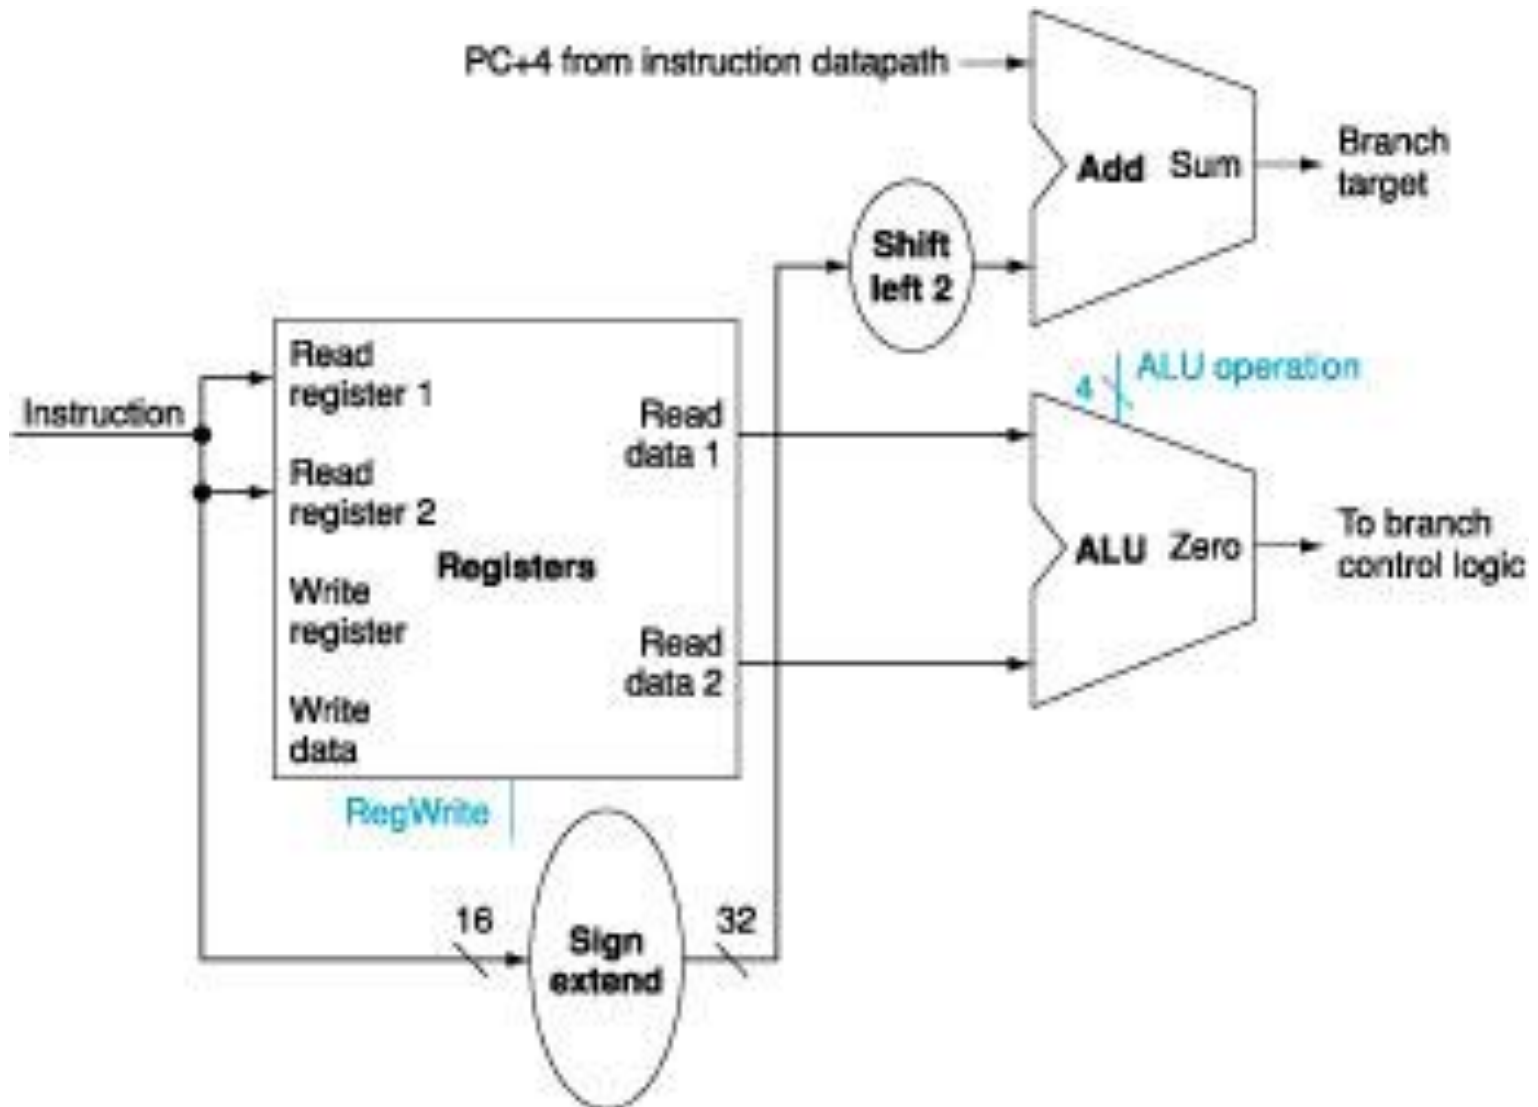 PC+4 from instruction datapath
Add Sum
Branch
target
Shift
left 2
ALU operation
4
Instruction
Read
register 1
Read
data 1
Read
register 2
Registers
ALU Zero
To branch
control logic
Write
register
Read
data 2
Write
data
RegWrite
16
Sign
extend
32